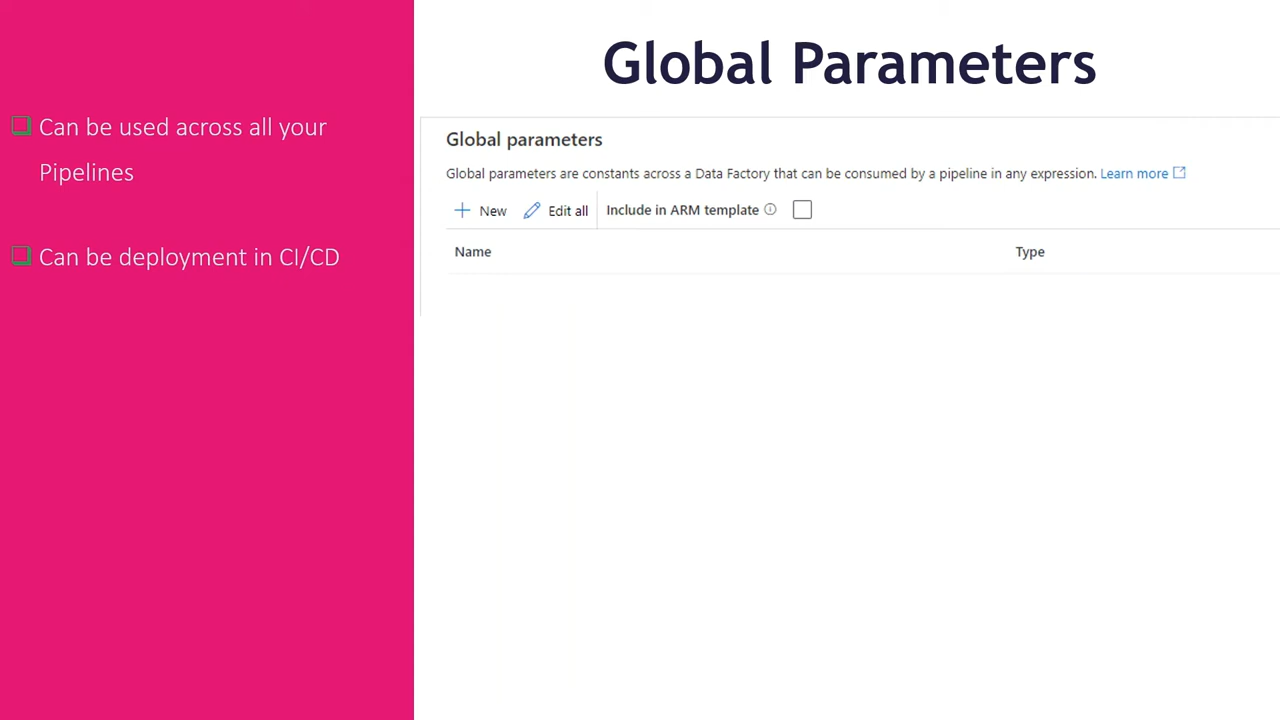 Global Parameters
Can be used across all your
Pipelines
Can be deployment in CI/CD
Global parameters
Global parameters are constants across a Data Factory that can be consumed by a pipeline in any expression. Learn more
New Edit all Include in ARM template
Name Type